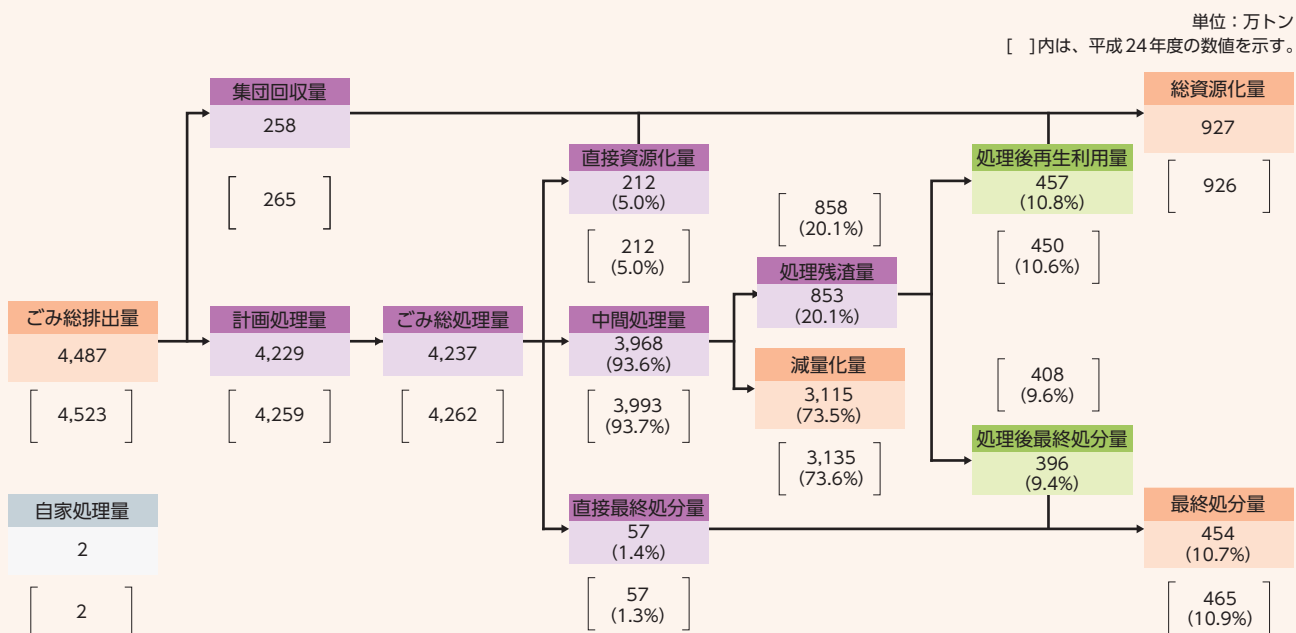 単位：万トン
［　］内は、平成24年度の数値を示す。
集団回収量
258
[265]
総資源化量
927
[926]
直接資源化量
212
(5.0%)
[212
(5.0%)]
処理後再生利用量
457
(10.8%)
[450
(10.6%)]
[858
(20.1%)]
処理残渣量
853
(20.1%)
ごみ総排出量
4,487
[4,523]
計画処理量
4,229
[4,259]
ごみ総処理量
4,237
[4,262]
中間処理量
3,968
(93.6%)
[3,993
(93.7%)]
減量化量
3,115
(73.5%)
[3,135
(73.6%)]
[408
(9.6%)]
処理後最終処分量
396
(9.4%)
自家処理量
2
[2]
直接最終処分量
57
(1.4%)
[57
(1.3%)]
最終処分量
454
(10.7%)
[465
(10.9%)]